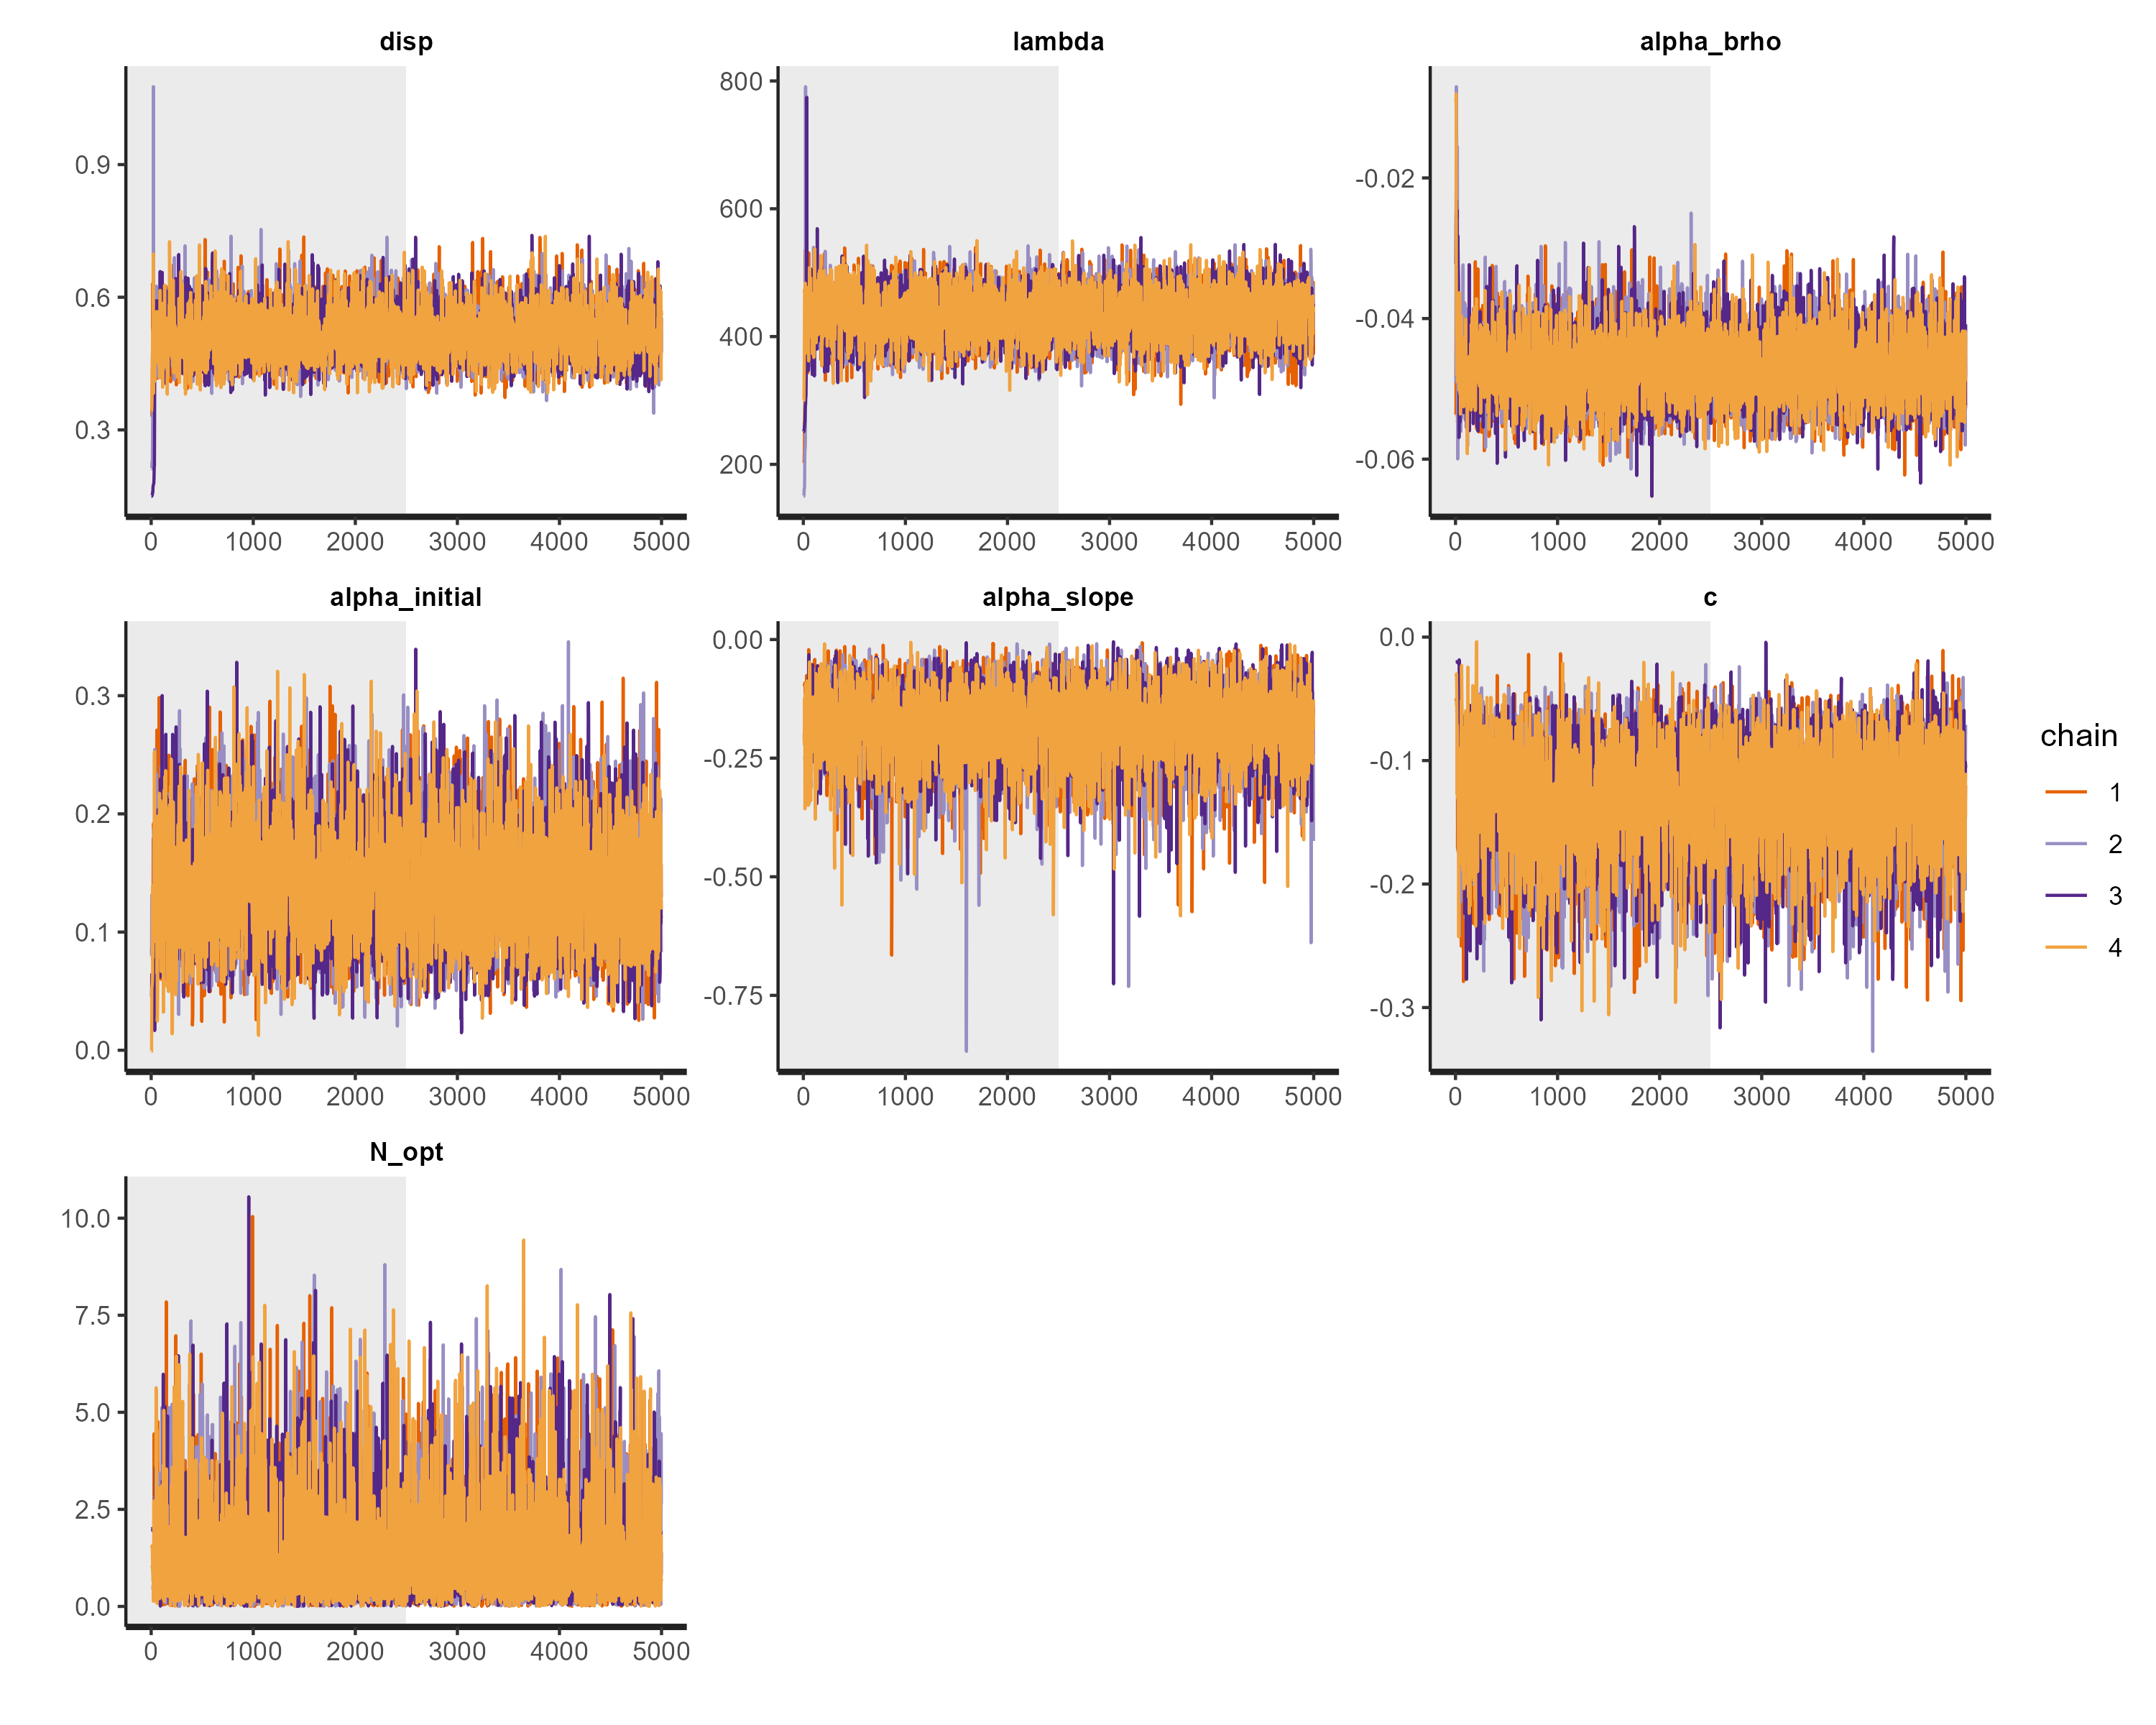 disp lambda alpha_brho
0.9 0.6 0.3
800 600 400 200
-0.02 -0.04 -0.06
0 1000 2000 3000 4000 5000
0 1000 2000 3000 4000 5000
0 1000 2000 3000 4000 5000
alpha_initial alpha_slope c
0.3 0.2 0.1 0.0
0.00 -0.25 -0.50 -0.75
0.0 -0.1 -0.2 -0.3
0 1000 2000 3000 4000 5000
0 1000 2000 3000 4000 5000
0 1000 2000 3000 4000 5000
N_opt
10.0
7.5
5.0
2.5
0.0
0 1000 2000 3000 4000 5000
chain
1
2
3
4